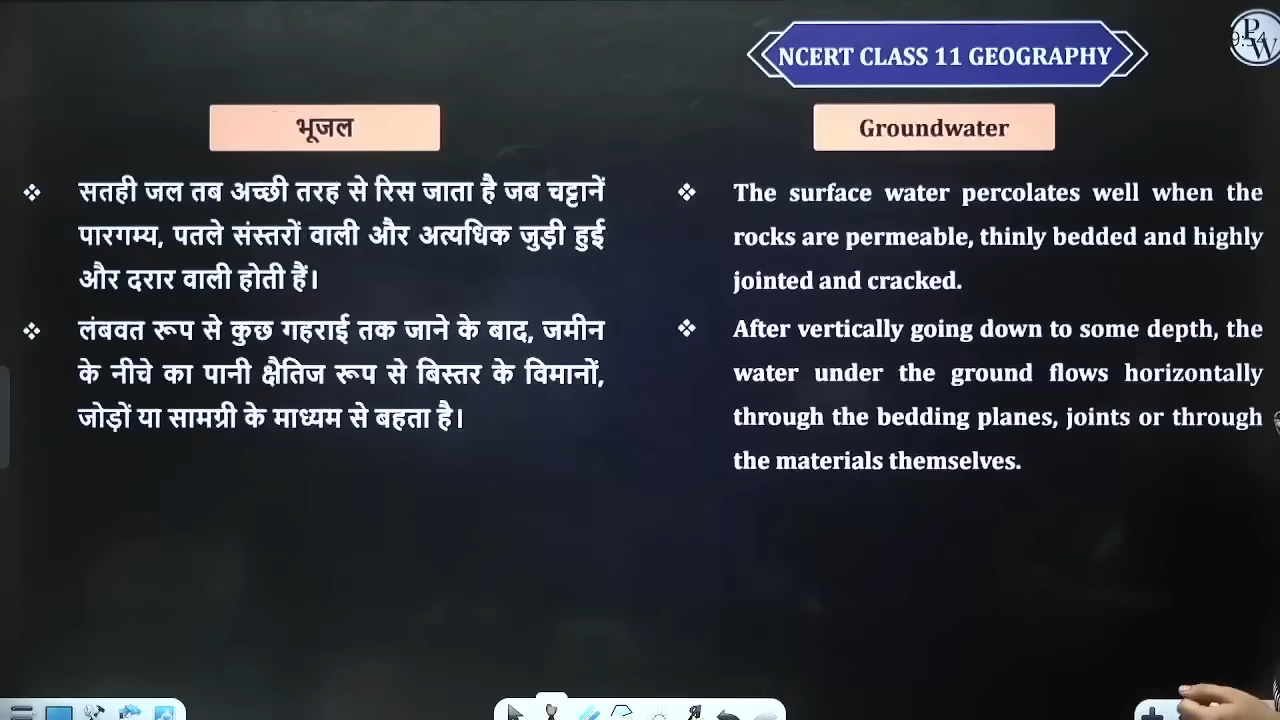 NCERT CLASS 11 GEOGRAPHY
PW
भूजल
सतही जल तब अच्छी तरह से रिस जाता है जब चट्टानें
पारगम्य, पतले संस्तरों वाली और अत्यधिक जुड़ी हुई
और दरार वाली होती हैं।
लंबवत रूप से कुछ गहराई तक जाने के बाद, जमीन
के नीचे का पानी क्षैतिज रूप से बिस्तर के विमानों,
जोड़ों या सामग्री के माध्यम से बहता है।
Groundwater
The surface water percolates well when the
rocks are permeable, thinly bedded and highly
jointed and cracked.
After vertically going down to some depth, the
water under the ground flows horizontally
through the bedding planes, joints or through
the materials themselves.